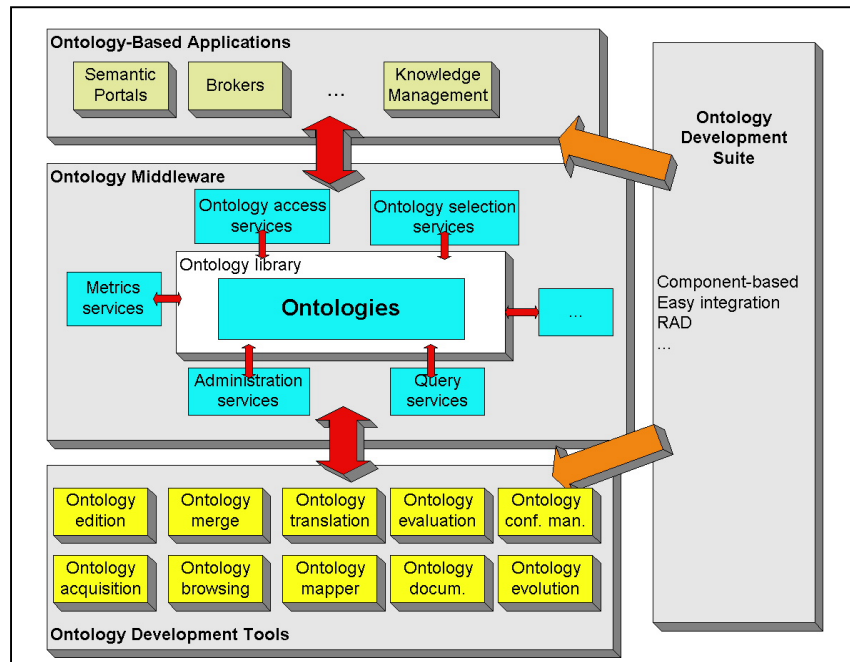 Ontology-Based Applications
Semantic
Portals
Brokers
...
Knowledge
Management
Ontology
Development
Suite
Component-based
Easy integration
RAD
...
Ontology Middleware
Ontology access
services
Ontology selection
services
Ontology library
Metrics
services
Ontologies
...
Administration
services
Query
services
Ontology
edition
Ontology
merge
Ontology
translation
Ontology
evaluation
Ontology
conf. man.
Ontology
acquisition
Ontology
browsing
Ontology
mapper
Ontology
docum.
Ontology
evolution
Ontology Development Tools